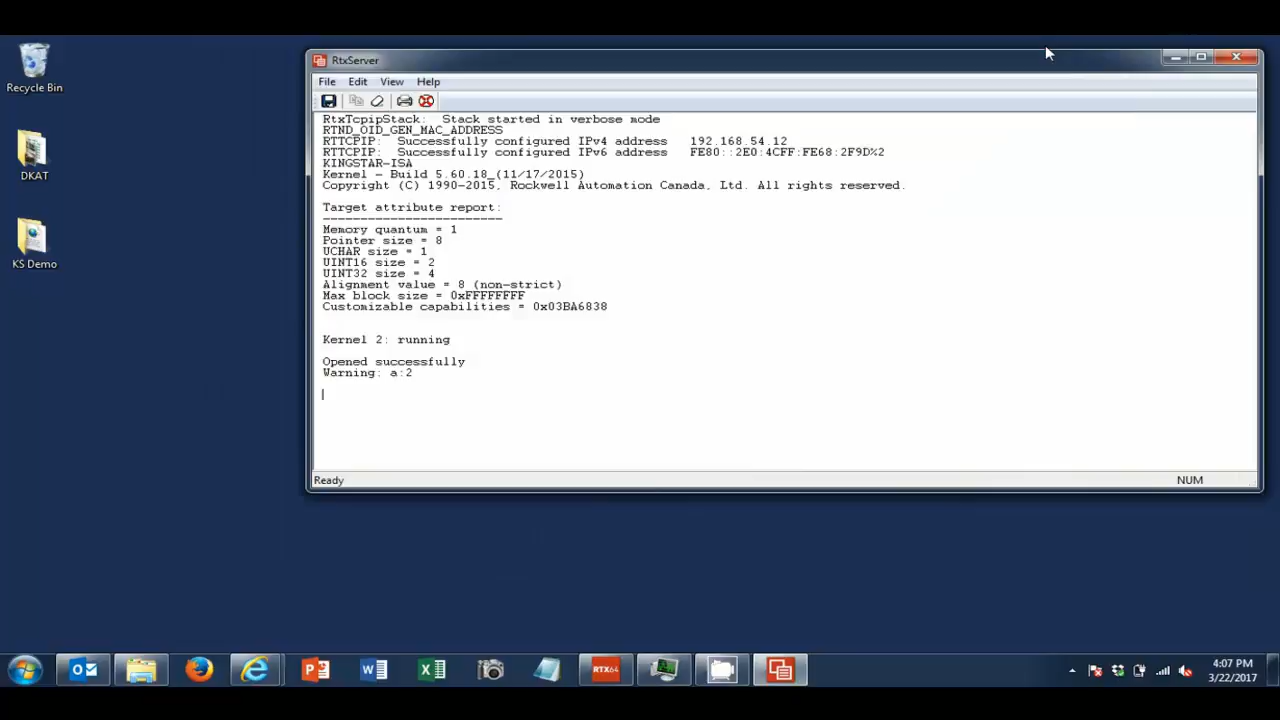 Recycle Bin
DKAT
KS Demo
RtxServer
File Edit View Help
RtxTcpipStack: Stack started in verbose mode
RTND_OID_GEN_MAC_ADDRESS
RTTCPIP: Successfully configured IPv4 address 192.168.54.12
RTTCPIP: Successfully configured IPv6 address FE80::2E0:4CFF:FE68:2F9D%2
KINGSTAR-ISA
Kernel - Build 5.60.18_(11/17/2015)
Copyright (C) 1990-2015, Rockwell Automation Canada, Ltd. All rights reserved.
Target attribute report:
------------------------
Memory quantum = 1
Pointer size = 8
UCHAR size = 1
UINT16 size = 2
UINT32 size = 4
Alignment value = 8 (non-strict)
Max block size = 0xFFFFFFFF
Customizable capabilities = 0x03BA6838
Kernel 2: running
Opened successfully
Warning: a:2
Ready NUM
RTX64
4:07 PM
3/22/2017